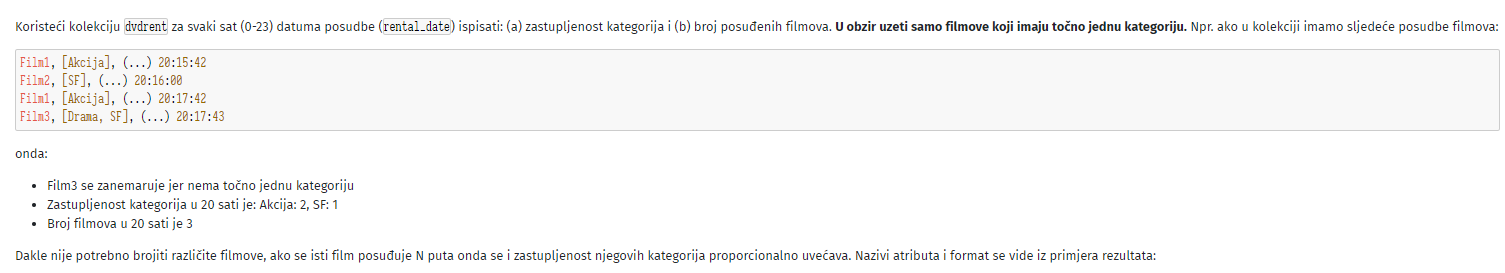 Koristeći kolekciju dvdrent za svaki sat (0-23) datuma posudbe (rental_date) ispisati: (a) zastupljenost kategorija i (b) broj posuđenih filmova. U obzir uzeti samo filmove koji imaju točno jednu kategoriju. Npr. ako u kolekciji imamo sljedeće posudbe filmova:
Film1, [Akcija], (...) 20:15:42
Film2, [SF], (...) 20:16:00
Film1, [Akcija], (...) 20:17:42
Film3, [Drama, SF], (...) 20:17:43
onda:
• Film3 se zanemaruje jer nema točno jednu kategoriju
• Zastupljenost kategorija u 20 sati je: Akcija: 2, SF: 1
• Broj filmova u 20 sati je 3
Dakle nije potrebno brojiti različite filmove, ako se isti film posuđuje N puta onda se i zastupljenost njegovih kategorija proporcionalno uvećava. Nazivi atributa i format se vide iz primjera rezultata: